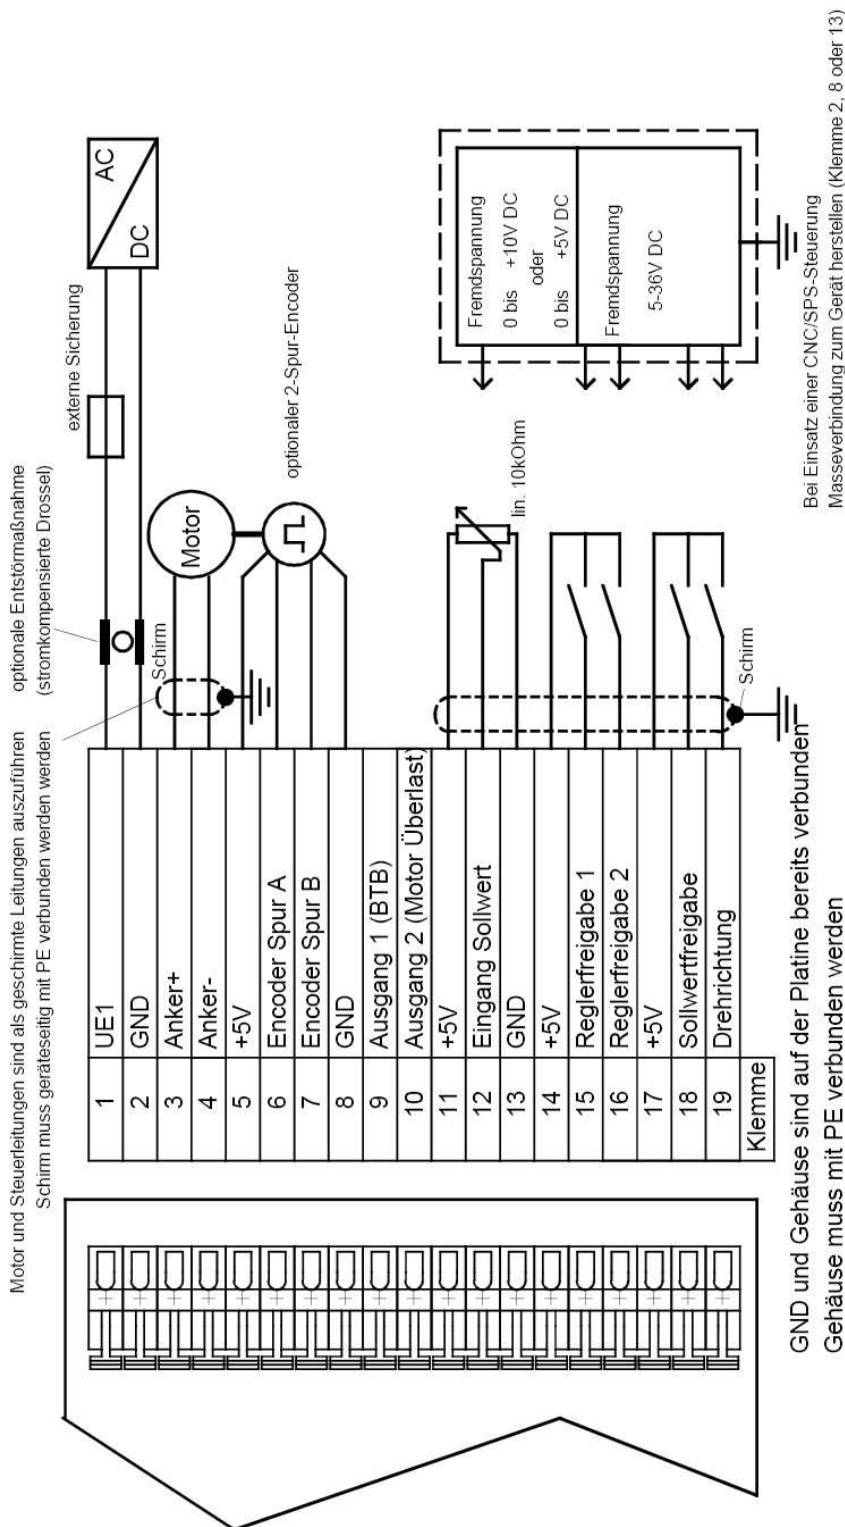 Motor und Steuerleitungen sind als geschirmte Leitungen auszuführen
Schirm muss geräteseitig mit PE verbunden werden werden
optionale Entstörmaßnahme
(stromkompensierte Drossel)
externe Sicherung
AC
DC
Schirm
Motor
optionaler 2-Spur-Encoder
1 UE1
2 GND
3 Anker+
4 Anker-
5 +5V
6 Encoder Spur A
7 Encoder Spur B
8 GND
9 Ausgang 1 (BTB)
10 Ausgang 2 (Motor Überlast)
11 +5V
12 Eingang Sollwert
13 GND
14 +5V
15 Reglerfreigabe 1
16 Reglerfreigabe 2
17 +5V
18 Sollwertfreigabe
19 Drehrichtung
Klemme
lin. 10kOhm
Schirm
Fremdspannung
0 bis +10V DC
oder
0 bis +5V DC
Fremdspannung
5-36V DC
Bei Einsatz einer CNC/SPS-Steuerung
Masseverbindung zum Gerät herstellen (Klemme 2, 8 oder 13)
GND und Gehäuse sind auf der Platine bereits verbunden
Gehäuse muss mit PE verbunden werden